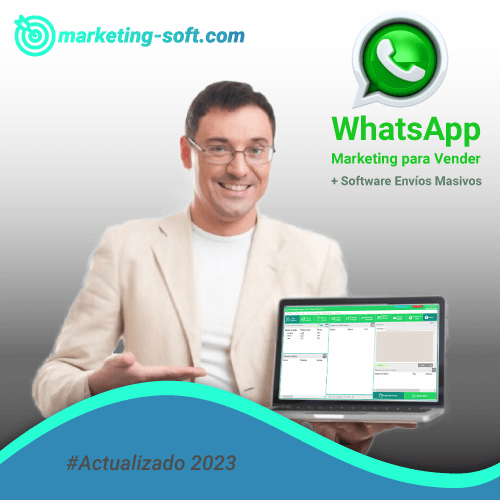 marketing-soft.com
WhatsApp
Marketing para Vender
+ Software Envíos Masivos
#Actualizado 2023